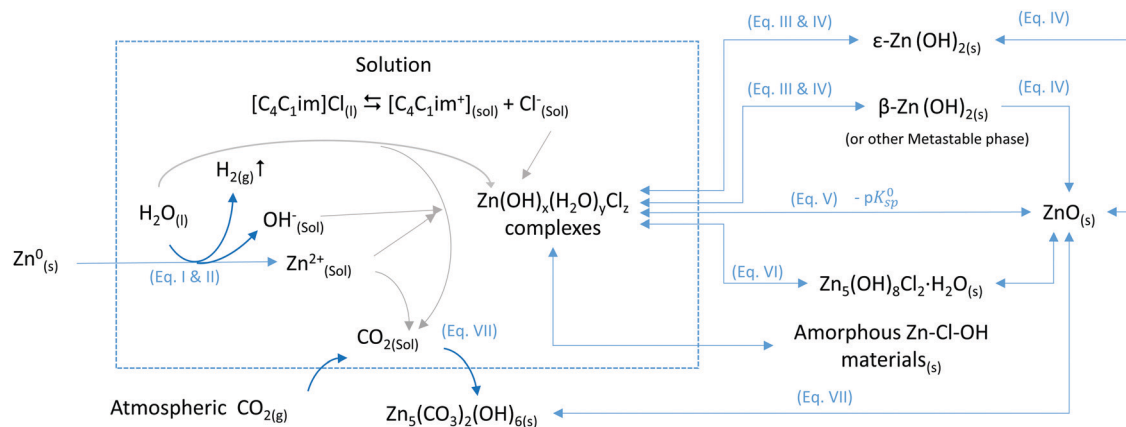 (Eq. III & IV)
ε-Zn (OH)2(s)
(Eq. IV)
Solution
[C4C1im]Cl(l) ⇆ [C4C1im+](sol) + Cl-(Sol)
(Eq. III & IV)
β-Zn (OH)2(s)
(Eq. IV)
(or other Metastable phase)
H2(g)↑
H2O(l)
OH-(Sol)
Zn(OH)x(H2O)yClz
complexes
(Eq. V) - pK0sp
ZnO(s)
Zn0(s)
(Eq. I & II)
Zn2+(Sol)
(Eq. VI)
Zn5(OH)8Cl2·H2O(s)
CO2(Sol)
(Eq. VII)
Amorphous Zn-Cl-OH
materials(s)
Atmospheric CO2(g)
Zn5(CO3)2(OH)6(s)
(Eq. VII)